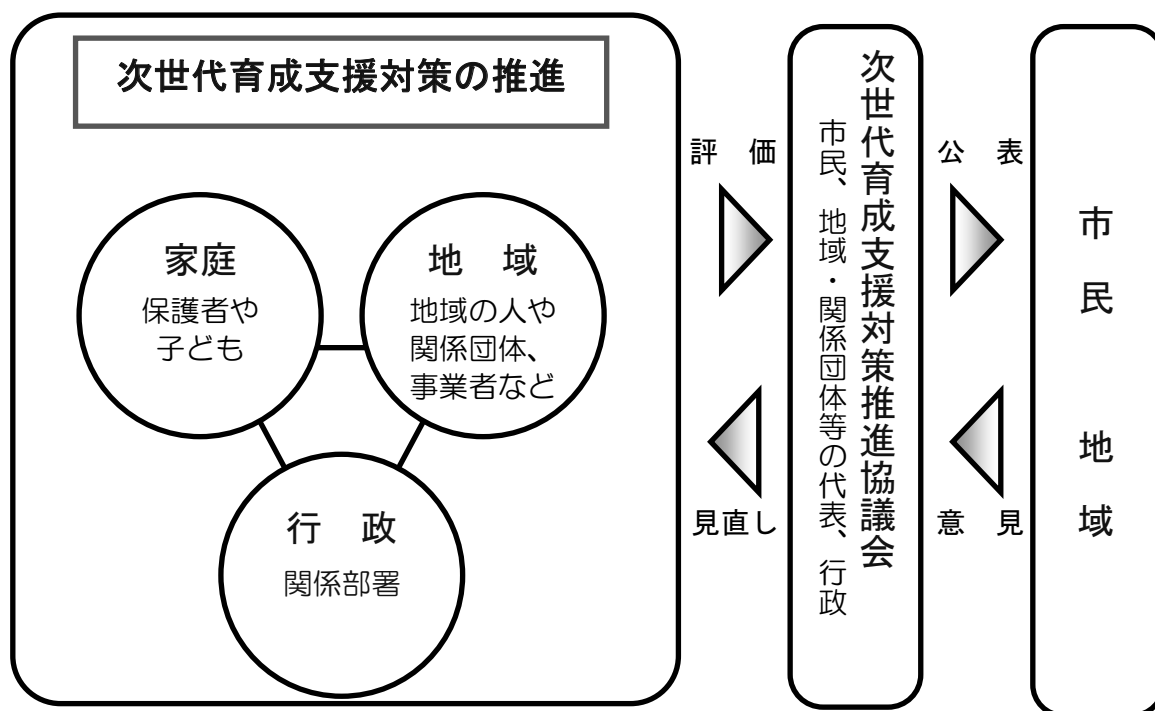 次世代育成支援対策の推進
家庭
保護者や
子ども
地　域
地域の人や
関係団体、
事業者など
行　政
関係部署
評　価
見直し
次世代育成支援対策推進協議会
市民、地域・関係団体等の代表、行政
公　表
意　見
市民　地域